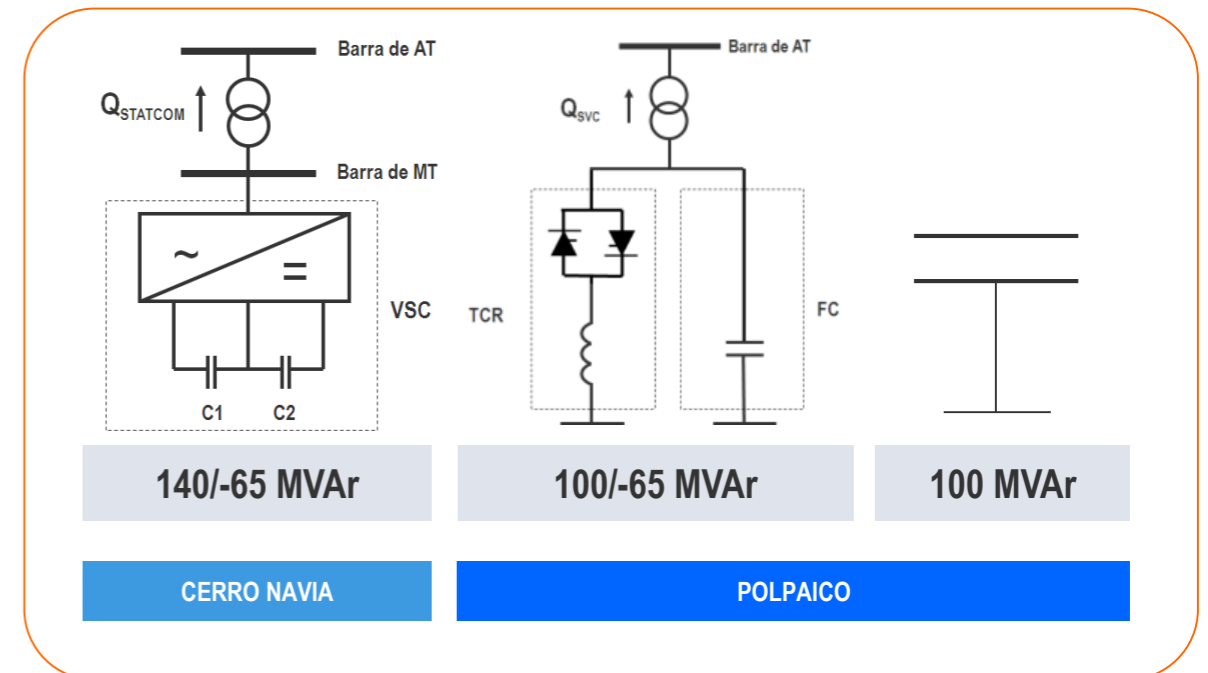 Barra de AT
QSTATCOM
Barra de MT
~
=
VSC
C1
C2
Barra de AT
QSVC
TCR
FC
140/-65 MVAr
100/-65 MVAr
100 MVAr
CERRO NAVIA
POLPAICO